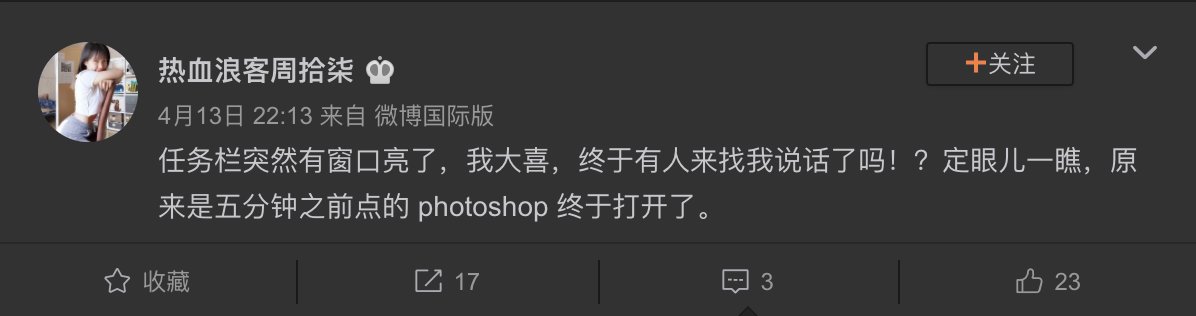 热血浪客周拾柒
+关注
4月13日 22:13 来自 微博国际版
任务栏突然有窗口亮了，我大喜，终于有人来找我说话了吗！？定眼儿一瞧，原
来是五分钟之前点的 photoshop 终于打开了。
收藏
17
3
23